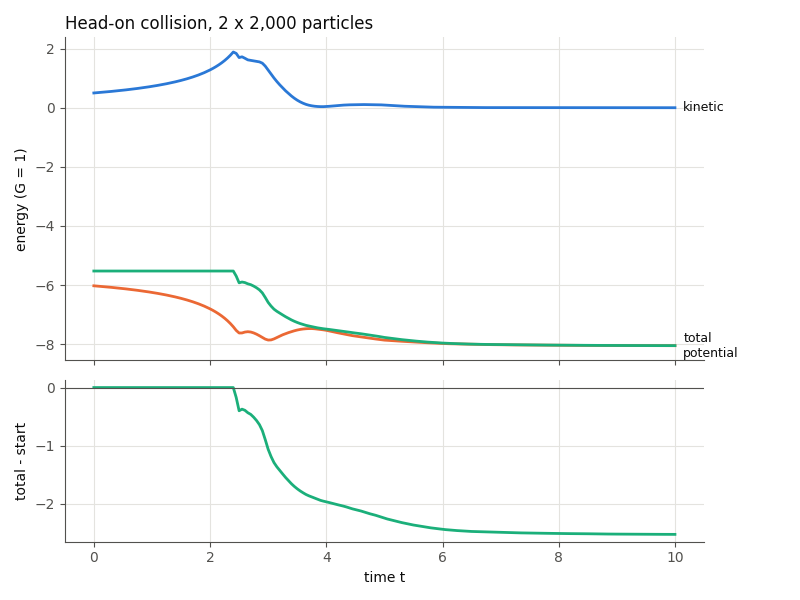 Head-on collision, 2 x 2,000 particles
energy (G = 1)
2
0
−2
−4
−6
−8
kinetic
total
potential
total - start
0
−1
−2
0
2
4
6
8
10
time t